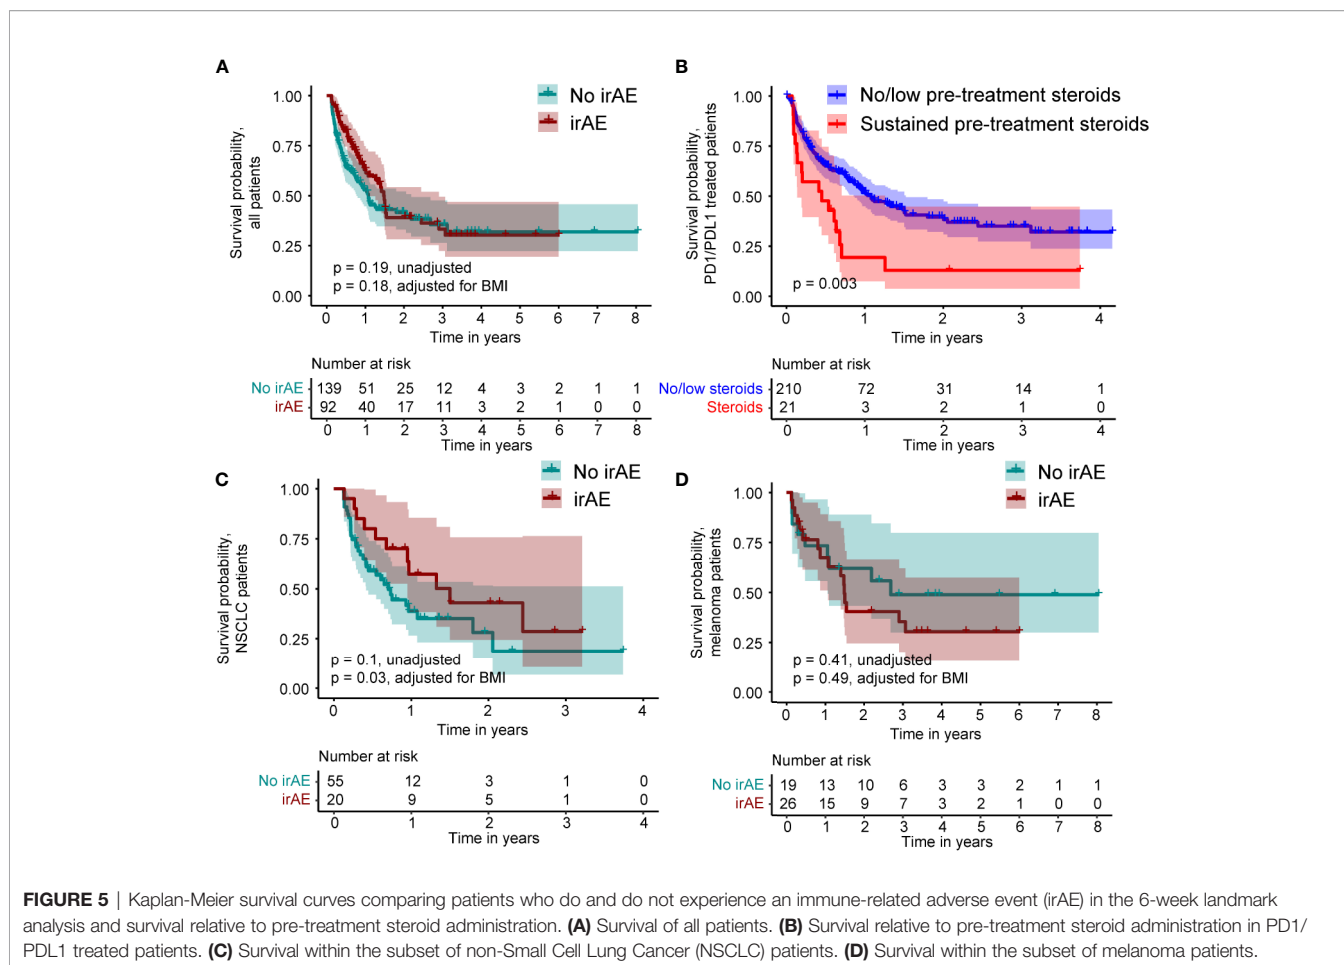 A
No irAE
irAE
Survival probability,
all patients
1.00
0.75
0.50
0.25
0.00
p = 0.19, unadjusted
p = 0.18, adjusted for BMI
0 1 2 3 4 5 6 7 8
Time in years
Number at risk
No irAE 139 51 25 12 4 3 2 1 1
irAE 92 40 17 11 3 2 1 0 0
0 1 2 3 4 5 6 7 8
Time in years
B
No/low pre-treatment steroids
Sustained pre-treatment steroids
Survival probability,
PD1/PDL1 treated patients
1.00
0.75
0.50
0.25
0.00
p = 0.003
0 1 2 3 4
Time in years
Number at risk
No/low steroids 210 72 31 14 1
Steroids 21 3 2 1 0
0 1 2 3 4
Time in years
C
No irAE
irAE
Survival probability,
NSCLC patients
1.00
0.75
0.50
0.25
0.00
p = 0.1, unadjusted
p = 0.03, adjusted for BMI
0 1 2 3 4
Time in years
Number at risk
No irAE 55 12 3 1 0
irAE 20 9 5 1 0
0 1 2 3 4
Time in years
D
No irAE
irAE
Survival probability,
melanoma patients
1.00
0.75
0.50
0.25
0.00
p = 0.41, unadjusted
p = 0.49, adjusted for BMI
0 1 2 3 4 5 6 7 8
Time in years
Number at risk
No irAE 19 13 10 6 3 3 2 1 1
irAE 26 15 9 7 3 2 1 0 0
0 1 2 3 4 5 6 7 8
Time in years
FIGURE 5 | Kaplan-Meier survival curves comparing patients who do and do not experience an immune-related adverse event (irAE) in the 6-week landmark
analysis and survival relative to pre-treatment steroid administration. (A) Survival of all patients. (B) Survival relative to pre-treatment steroid administration in PD1/
PDL1 treated patients. (C) Survival within the subset of non-Small Cell Lung Cancer (NSCLC) patients. (D) Survival within the subset of melanoma patients.